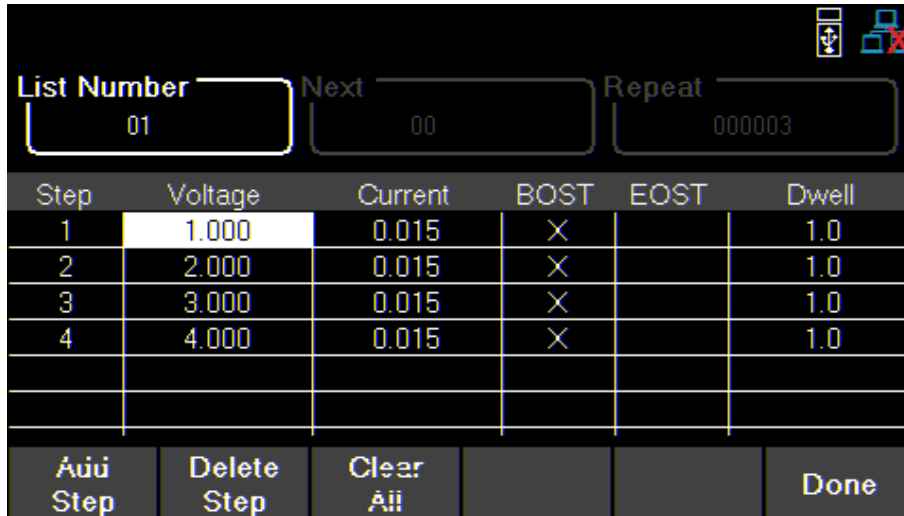 List Number Next Repeat
01 00 000003
Step Voltage Current BOST EOST Dwell
1 1.000 0.015 X 1.0
2 2.000 0.015 X 1.0
3 3.000 0.015 X 1.0
4 4.000 0.015 X 1.0
Add Delete Clear
Step Step All Done